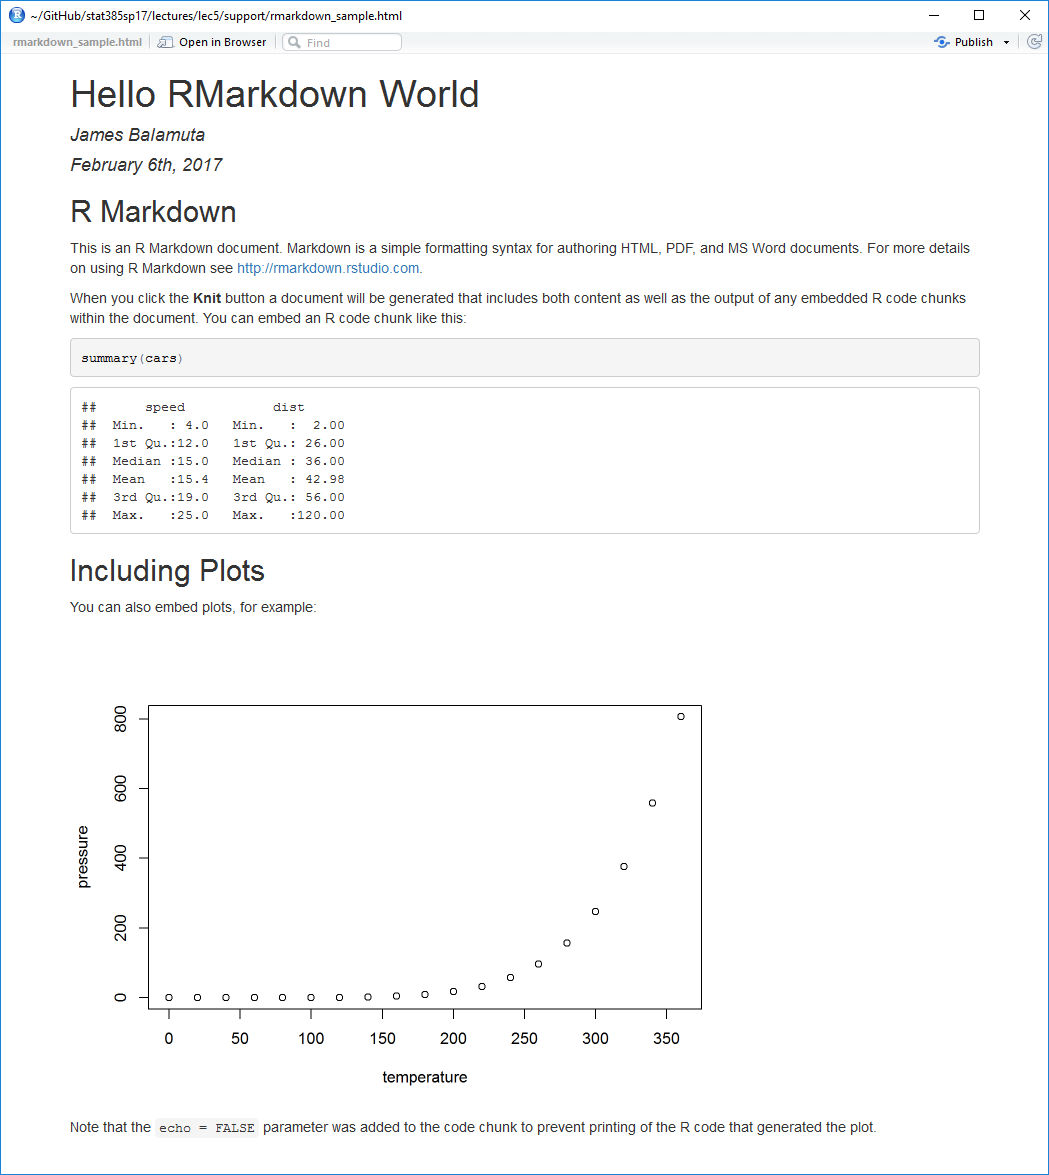 ~/GitHub/stat385sp17/lectures/lec5/support/rmarkdown_sample.html
rmarkdown_sample.html Open in Browser Find Publish
Hello RMarkdown World
James Balamuta
February 6th, 2017
R Markdown
This is an R Markdown document. Markdown is a simple formatting syntax for authoring HTML, PDF, and MS Word documents. For more details
on using R Markdown see http://rmarkdown.rstudio.com.
When you click the Knit button a document will be generated that includes both content as well as the output of any embedded R code chunks
within the document. You can embed an R code chunk like this:
summary(cars)
##      speed           dist
##  Min.   : 4.0   Min.   :  2.00
##  1st Qu.:12.0   1st Qu.: 26.00
##  Median :15.0   Median : 36.00
##  Mean   :15.4   Mean   : 42.98
##  3rd Qu.:19.0   3rd Qu.: 56.00
##  Max.   :25.0   Max.   :120.00
Including Plots
You can also embed plots, for example:
800
600
400
200
0
pressure
0 50 100 150 200 250 300 350
temperature
Note that the echo = FALSE parameter was added to the code chunk to prevent printing of the R code that generated the plot.